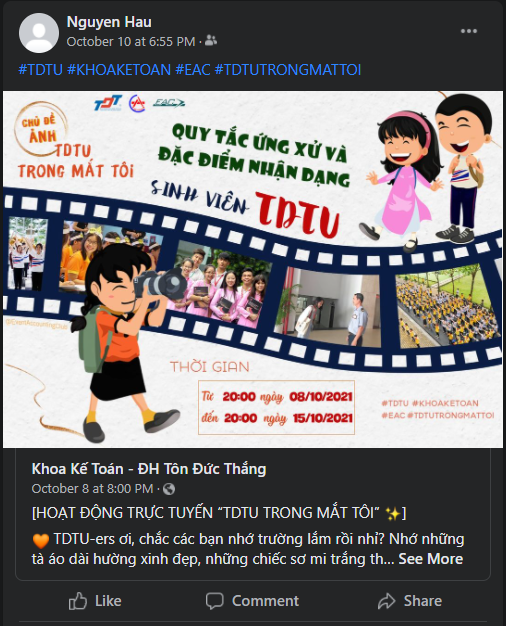 Nguyen Hau
October 10 at 6:55 PM ·
#TDTU #KHOAKETOAN #EAC #TDTUTRONGMATTOI
TDT
EAC
CHỦ ĐỀ
ẢNH
TDTU
TRONG MẮT TÔI
QUY TẮC ỨNG XỬ VÀ
ĐẶC ĐIỂM NHẬN DẠNG
SINH VIÊN TDTU
THỜI GIAN
Từ 20:00 ngày 08/10/2021
đến 20:00 ngày 15/10/2021
#TDTU #KHOAKETOAN
#EAC #TDTUTRONGMATTOI
Khoa Kế Toán - ĐH Tôn Đức Thắng
October 8 at 8:00 PM ·
[HOẠT ĐỘNG TRỰC TUYẾN “TDTU TRONG MẮT TÔI” ✨]
🧡 TDTU-ers ơi, chắc các bạn nhớ trường lắm rồi nhỉ? Nhớ những
tà áo dài hường xinh đẹp, những chiếc sơ mi trắng th... See More
Like
Comment
Share